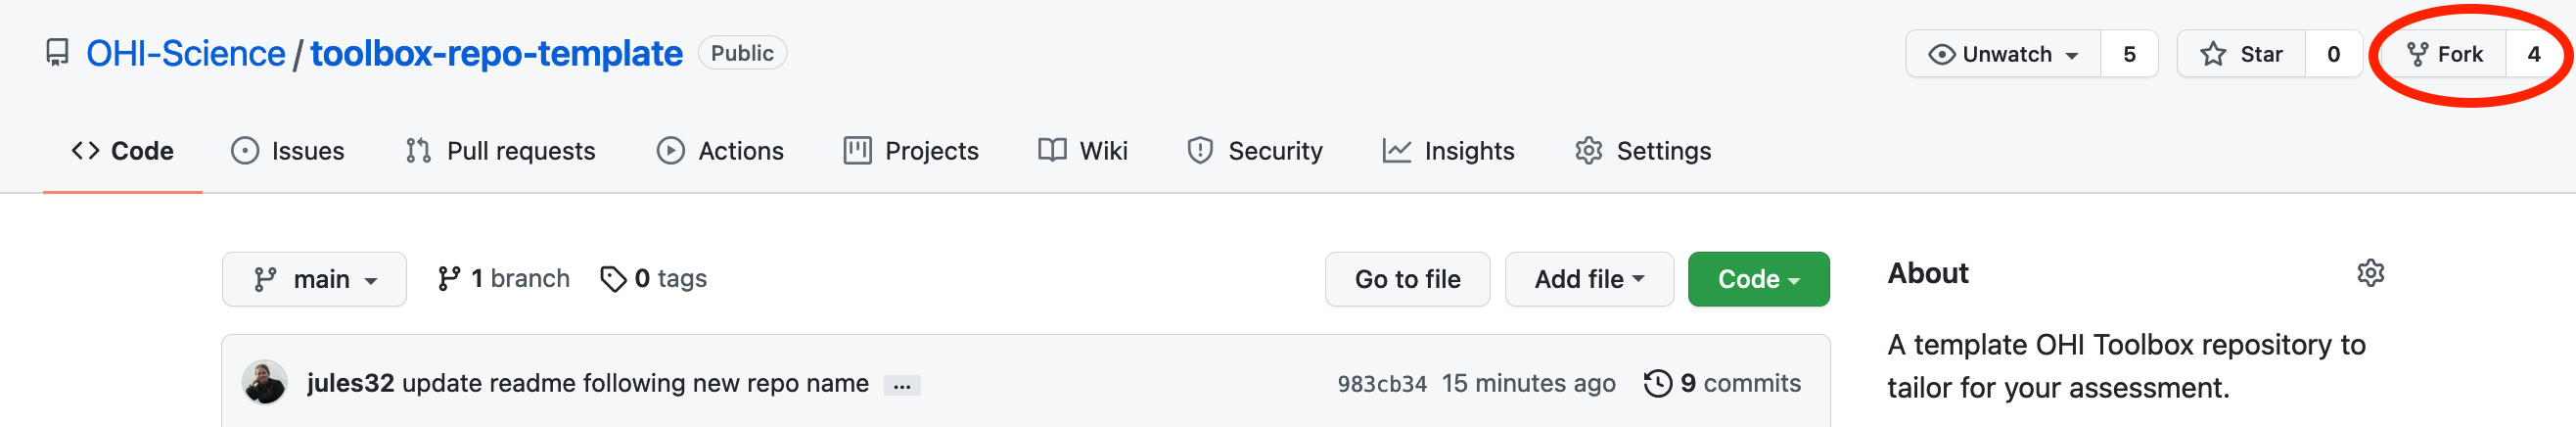 OHI-Science / toolbox-repo-template Public Unwatch 5 Star 0 Fork 4
Code Issues Pull requests Actions Projects Wiki Security Insights Settings
main 1 branch 0 tags Go to file Add file Code About
A template OHI Toolbox repository to
jules32 update readme following new repo name ... 983cb34 15 minutes ago 9 commits
tailor for your assessment.